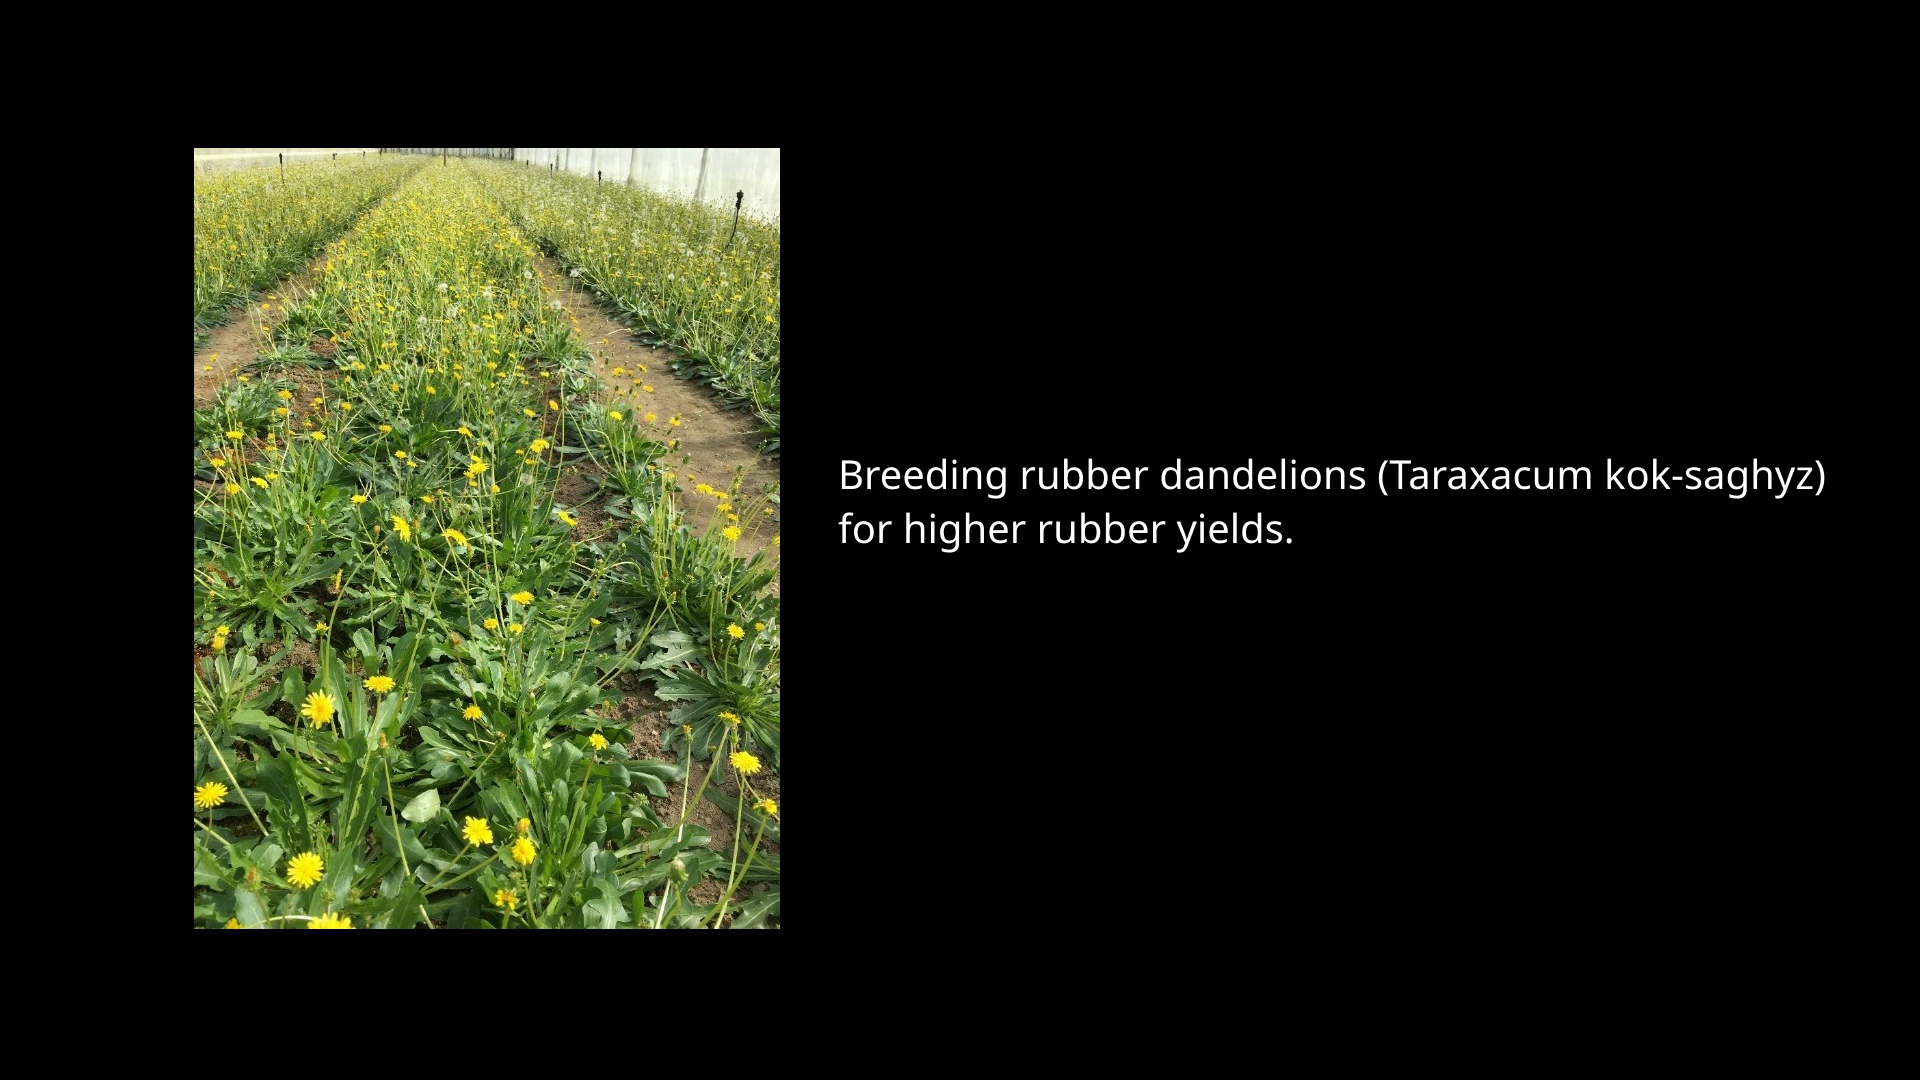 Breeding rubber dandelions (Taraxacum kok-saghyz)
for higher rubber yields.